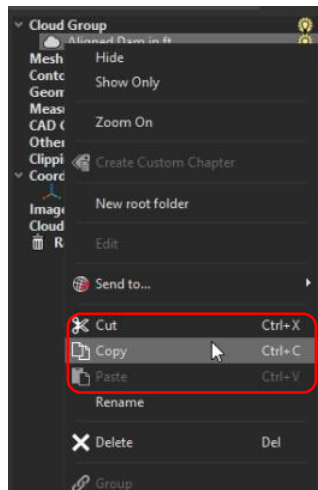 Cloud Group
Aligned Dam in ft
Mesh
Hide
Conto
Show Only
Geom
Measu
Zoom On
CAD
Other
Clippi
Create Custom Chapter
Coord
New root folder
Image
Cloud
Edit
R
Send to...
Cut Ctrl+X
Copy Ctrl+C
Paste Ctrl+V
Rename
Delete Del
Group